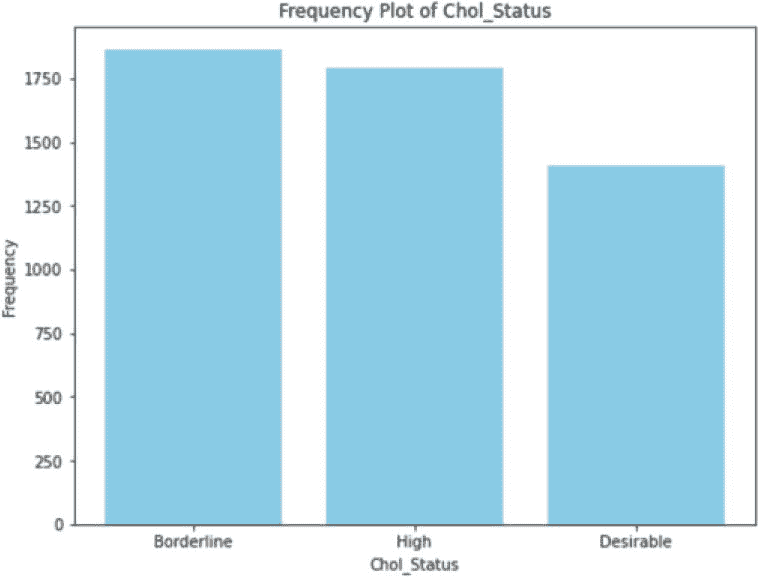 Frequency Plot of Chol_Status
Frequency
1750
1500
1250
1000
750
500
250
0
Borderline
High
Desirable
Chol_Status